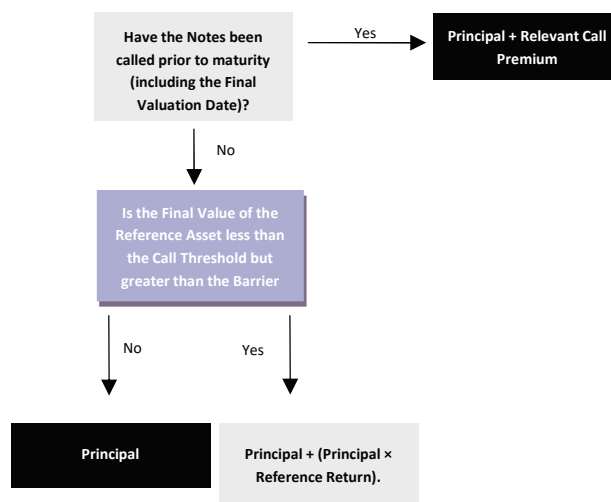 Have the Notes been
called prior to maturity
(including the Final
Valuation Date)?
Yes
Principal + Relevant Call
Premium
No
Is the Final Value of the
Reference Asset less than
the Call Threshold but
greater than the Barrier
No
Yes
Principal
Principal + (Principal ×
Reference Return).